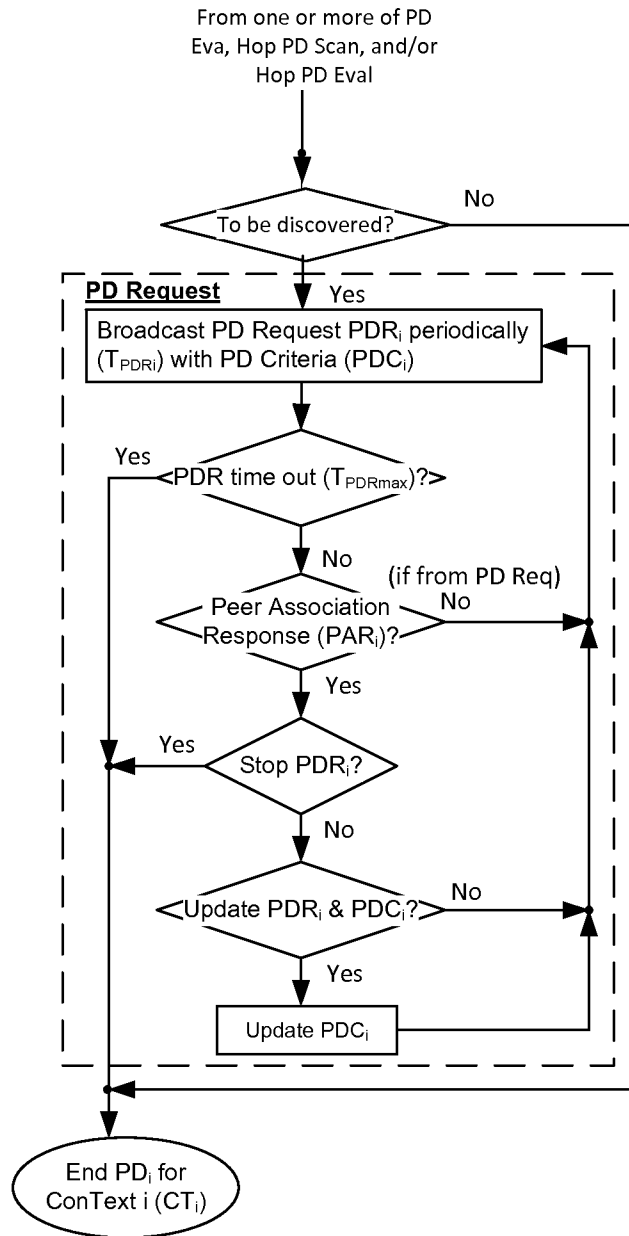 From one or more of PD
Eva, Hop PD Scan, and/or
Hop PD Eval
To be discovered?
No
PD Request
Yes
Broadcast PD Request PDRᵢ periodically
(T_PDRi) with PD Criteria (PDCᵢ)
Yes
PDR time out (T_PDRmax)?
No
(if from PD Req)
Peer Association
Response (PARᵢ)?
No
Yes
Yes
Stop PDRᵢ?
No
Update PDRᵢ & PDCᵢ?
No
Yes
Update PDCᵢ
End PDᵢ for
ConText i (CTᵢ)